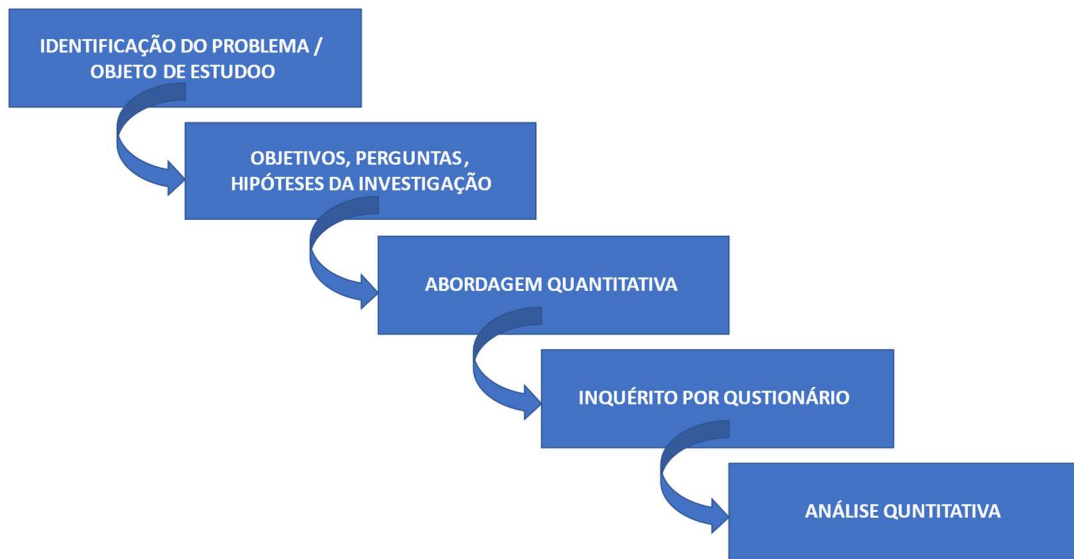 IDENTIFICAÇÃO DO PROBLEMA /
OBJETO DE ESTUDOO
OBJETIVOS, PERGUNTAS ,
HIPÓTESES DA INVESTIGAÇÃO
ABORDAGEM QUANTITATIVA
INQUÉRITO POR QUSTIONÁRIO
ANÁLISE QUNTITATIVA